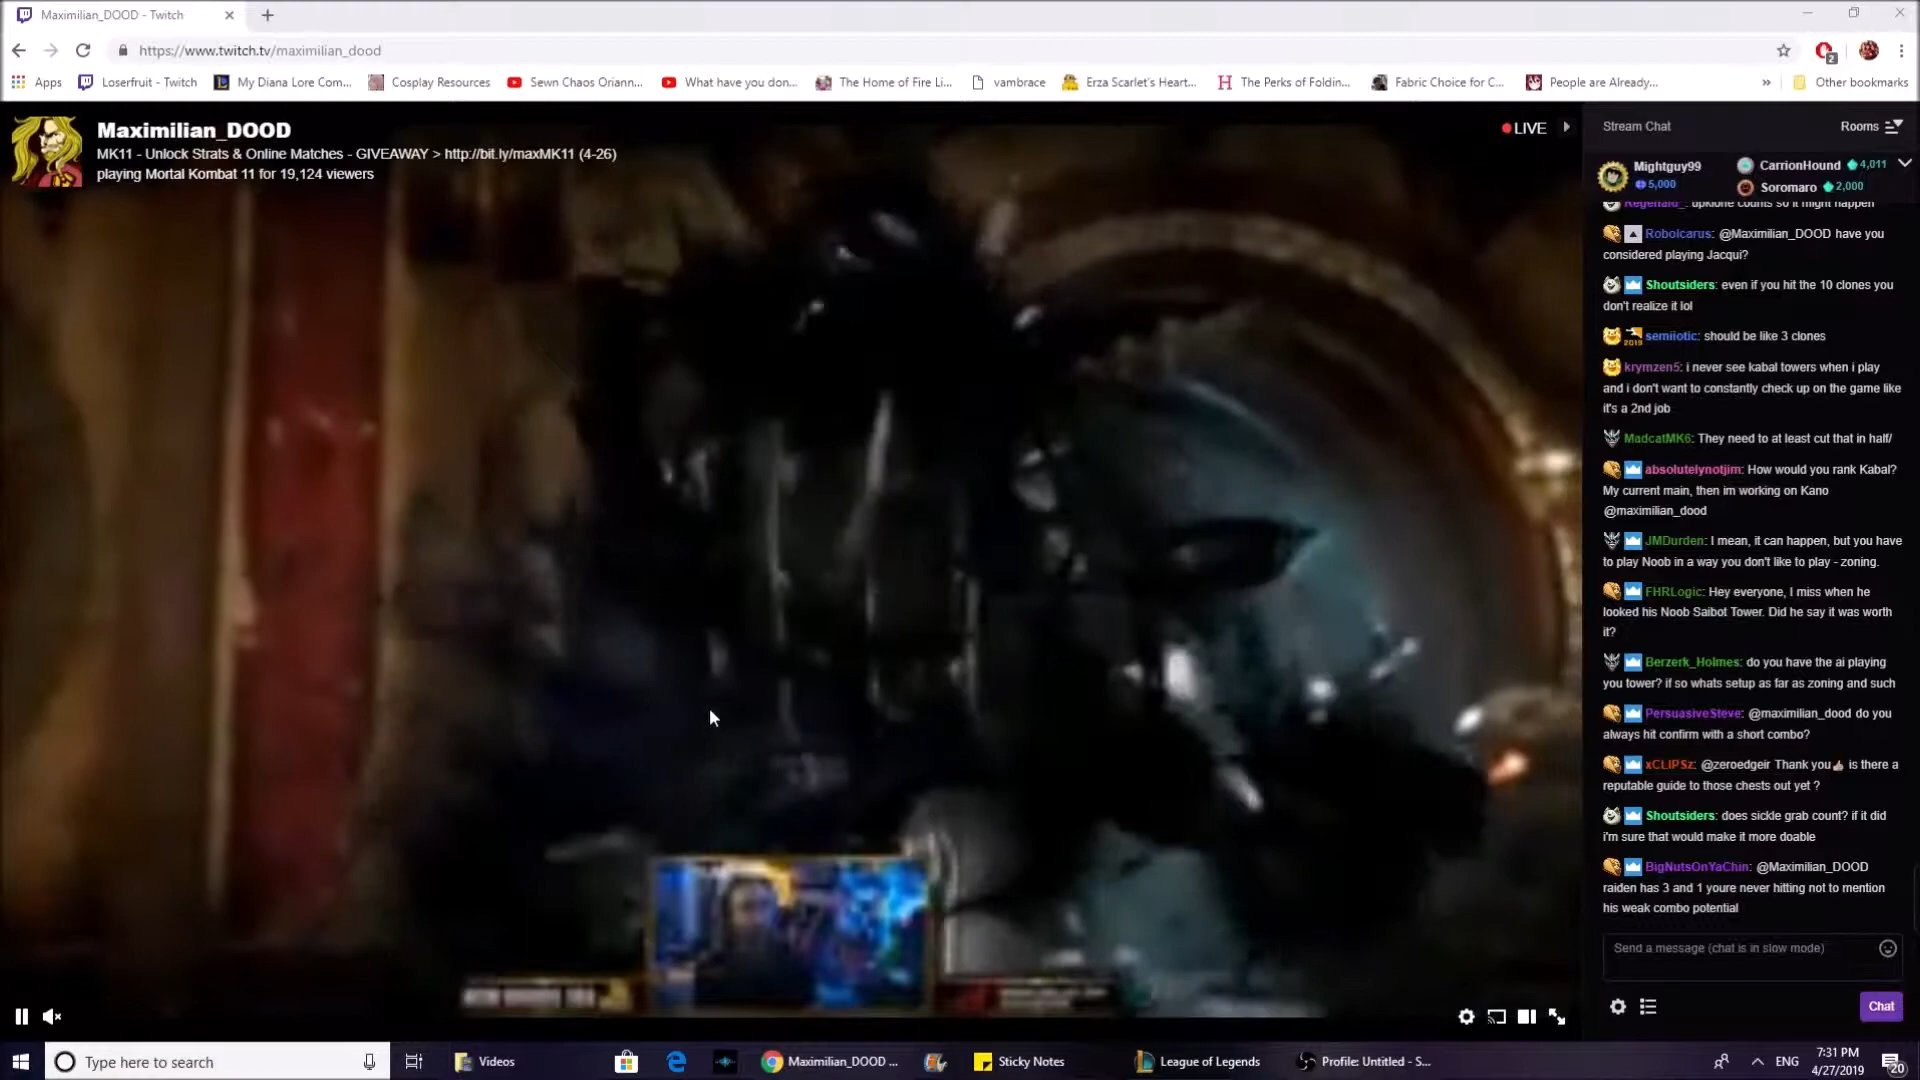 Maximilian_DOOD - Twitch
https://www.twitch.tv/maximilian_dood
2
Apps
Loserfruit - Twitch
My Diana Lore Com...
Cosplay Resources
Sewn Chaos Oriann...
What have you don...
The Home of Fire Li...
vambrace
Erza Scarlet's Heart...
The Perks of Foldin...
Fabric Choice for C...
People are Already...
»
Other bookmarks
Maximilian_DOOD
MK11 - Unlock Strats & Online Matches - GIVEAWAY > http://bit.ly/maxMK11 (4-26)
playing Mortal Kombat 11 for 19,124 viewers
LIVE
Stream Chat
Rooms
Mightguy99
5,000
CarrionHound 4,011
Soromaro 2,000
upklone counts so it might happen
RoboIcarus: @Maximilian_DOOD have you
considered playing Jacqui?
Shoutsiders: even if you hit the 10 clones you
don't realize it lol
semiiotic: should be like 3 clones
krymzen5: i never see kabal towers when i play
and i don't want to constantly check up on the game like
it's a 2nd job
MadcatMK6: They need to at least cut that in half/
absolutelynotjim: How would you rank Kabal?
My current main, then im working on Kano
@maximilian_dood
JMDurden: I mean, it can happen, but you have
to play Noob in a way you don't like to play - zoning.
FHRLogic: Hey everyone, I miss when he
looked his Noob Saibot Tower. Did he say it was worth
it?
Berzerk_Holmes: do you have the ai playing
you tower? if so whats setup as far as zoning and such
PersuasiveSteve: @maximilian_dood do you
always hit confirm with a short combo?
xCLIPSz: @zeroedgeir Thank you👍 is there a
reputable guide to those chests out yet ?
Shoutsiders: does sickle grab count? if it did
i'm sure that would make it more doable
BigNutsOnYaChin: @Maximilian_DOOD
raiden has 3 and 1 youre never hitting not to mention
his weak combo potential
Send a message (chat is in slow mode)
Chat
Type here to search
Videos
Maximilian_DOOD ...
Sticky Notes
League of Legends
Profile: Untitled - S...
ENG
7:31 PM
4/27/2019
20